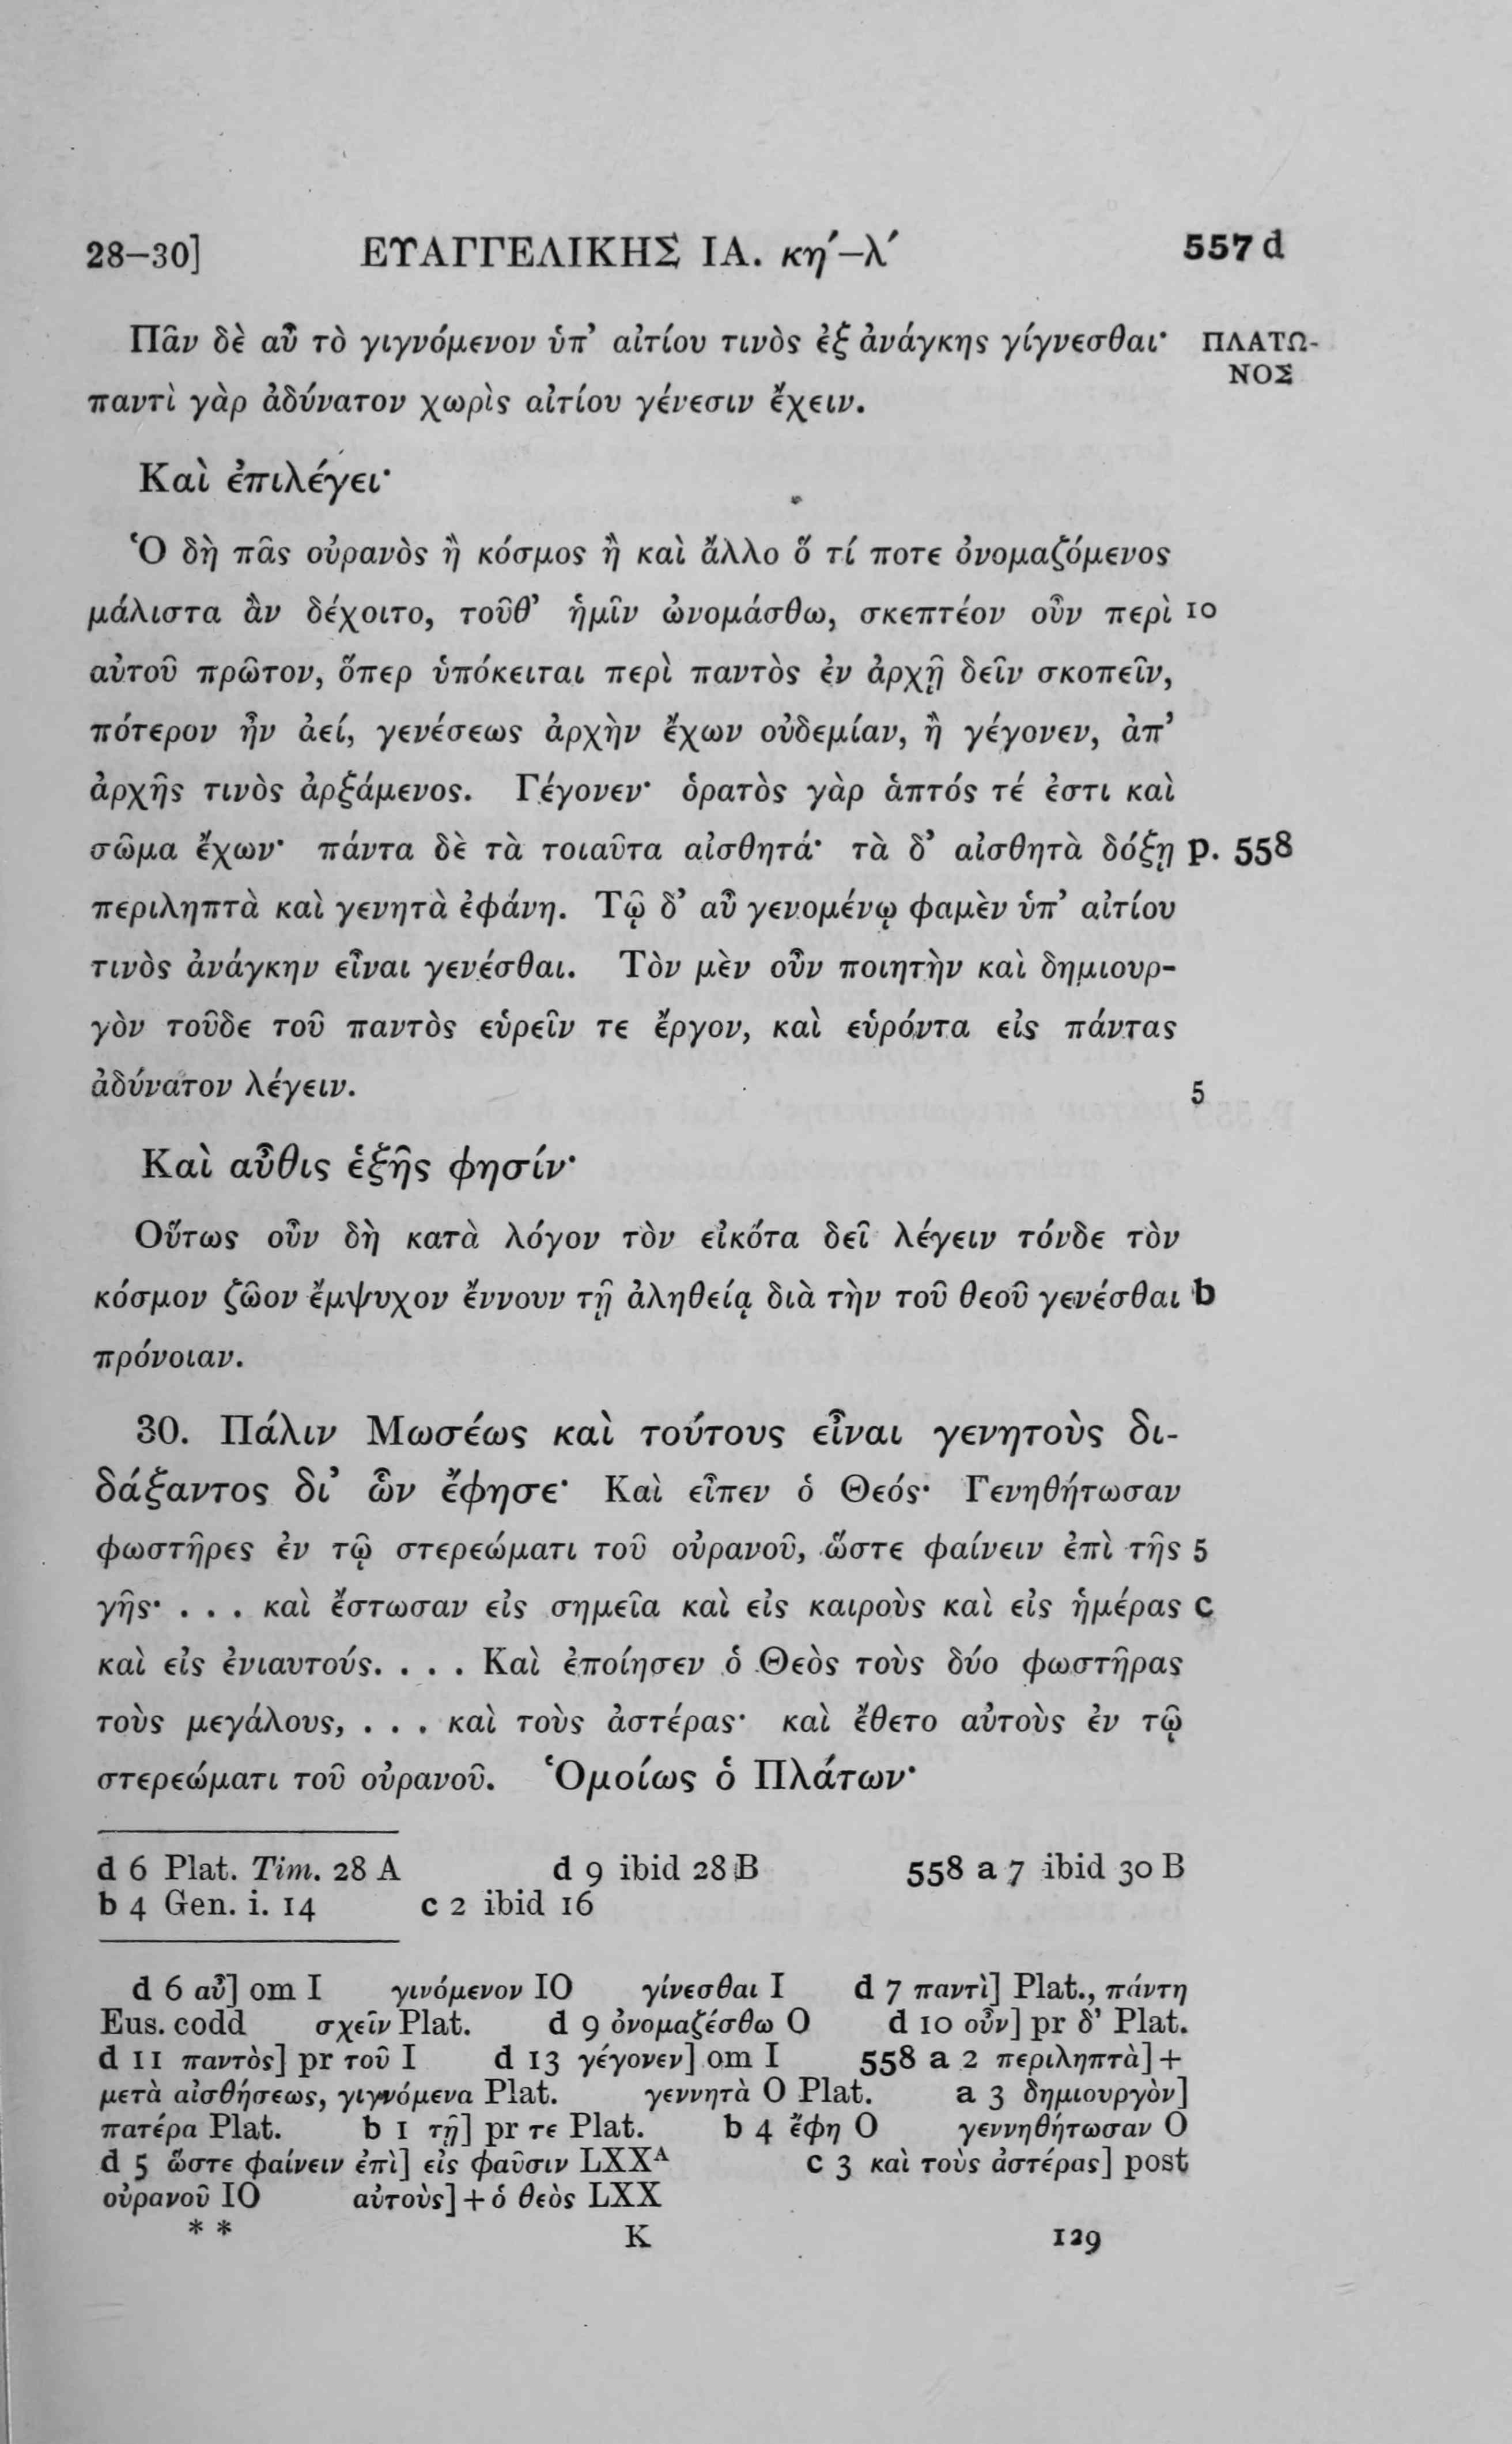 28–30] ΕΥΑΓΓΕΛΙΚΗΣ ΙΑ. κη´–λ´ 557 d
Πᾶν δὲ αὖ τὸ γιγνόμενον ὑπ’ αἰτίου τινὸς ἐξ ἀνάγκης γίγνεσθαι· ΠΛΑΤΩ-
ΝΟΣ
παντὶ γὰρ ἀδύνατον χωρὶς αἰτίου γένεσιν ἔχειν.
Καὶ ἐπιλέγει·
Ὁ δὴ πᾶς οὐρανὸς ἢ κόσμος ἢ καὶ ἄλλο ὅ τί ποτε ὀνομαζόμενος
μάλιστα ἂν δέχοιτο, τοῦθ’ ἡμῖν ὠνομάσθω, σκεπτέον οὖν περὶ 10
αὐτοῦ πρῶτον, ὅπερ ὑπόκειται περὶ παντὸς ἐν ἀρχῇ δεῖν σκοπεῖν,
πότερον ἦν ἀεί, γενέσεως ἀρχὴν ἔχων οὐδεμίαν, ἢ γέγονεν, ἀπ’
ἀρχῆς τινὸς ἀρξάμενος. Γέγονεν· ὁρατὸς γὰρ ἁπτός τέ ἐστι καὶ
σῶμα ἔχων· πάντα δὲ τὰ τοιαῦτα αἰσθητά· τὰ δ’ αἰσθητὰ δόξῃ p. 558
περιληπτὰ καὶ γενητὰ ἐφάνη. Τῷ δ’ αὖ γενομένῳ φαμὲν ὑπ’ αἰτίου
τινὸς ἀνάγκην εἶναι γενέσθαι. Τὸν μὲν οὖν ποιητὴν καὶ δημιουρ-
γὸν τοῦδε τοῦ παντὸς εὑρεῖν τε ἔργον, καὶ εὑρόντα εἰς πάντας
ἀδύνατον λέγειν. 5
Καὶ αὖθις ἑξῆς φησίν·
Οὕτως οὖν δὴ κατὰ λόγον τὸν εἰκότα δεῖ λέγειν τόνδε τὸν
κόσμον ζῶον ἔμψυχον ἔννουν τῇ ἀληθείᾳ διὰ τὴν τοῦ θεοῦ γενέσθαι b
πρόνοιαν.
30. Πάλιν Μωσέως καὶ τούτους εἶναι γενητοὺς δι-
δάξαντος δι’ ὧν ἔφησε· Καὶ εἶπεν ὁ Θεός· Γενηθήτωσαν
φωστῆρες ἐν τῷ στερεώματι τοῦ οὐρανοῦ, ὥστε φαίνειν ἐπὶ τῆς 5
γῆς· . . . καὶ ἔστωσαν εἰς σημεῖα καὶ εἰς καιροὺς καὶ εἰς ἡμέρας c
καὶ εἰς ἐνιαυτούς. . . . Καὶ ἐποίησεν ὁ Θεὸς τοὺς δύο φωστῆρας
τοὺς μεγάλους, . . . καὶ τοὺς ἀστέρας· καὶ ἔθετο αὐτοὺς ἐν τῷ
στερεώματι τοῦ οὐρανοῦ. Ὁμοίως ὁ Πλάτων·
d 6 Plat. Tim. 28 A d 9 ibid 28 B 558 a 7 ibid 30 B
b 4 Gen. i. 14 c 2 ibid 16
d 6 αὖ] om I γινόμενον IO γίνεσθαι I d 7 παντὶ] Plat., πάντη
Eus. codd σχεῖν Plat. d 9 ὀνομαζέσθω O d 10 οὖν] pr δ’ Plat.
d 11 παντὸς] pr τοῦ I d 13 γέγονεν] om I 558 a 2 περιληπτὰ] +
μετὰ αἰσθήσεως, γιγνόμενα Plat. γεννητὰ O Plat. a 3 δημιουργὸν]
πατέρα Plat. b 1 τῇ] pr τε Plat. b 4 ἔφη O γεννηθήτωσαν O
d 5 ὥστε φαίνειν ἐπὶ] εἰς φαῦσιν LXXᴬ c 3 καὶ τοὺς ἀστέρας] post
οὐρανοῦ IO αὐτοὺς] + ὁ θεὸς LXX
* * K 129